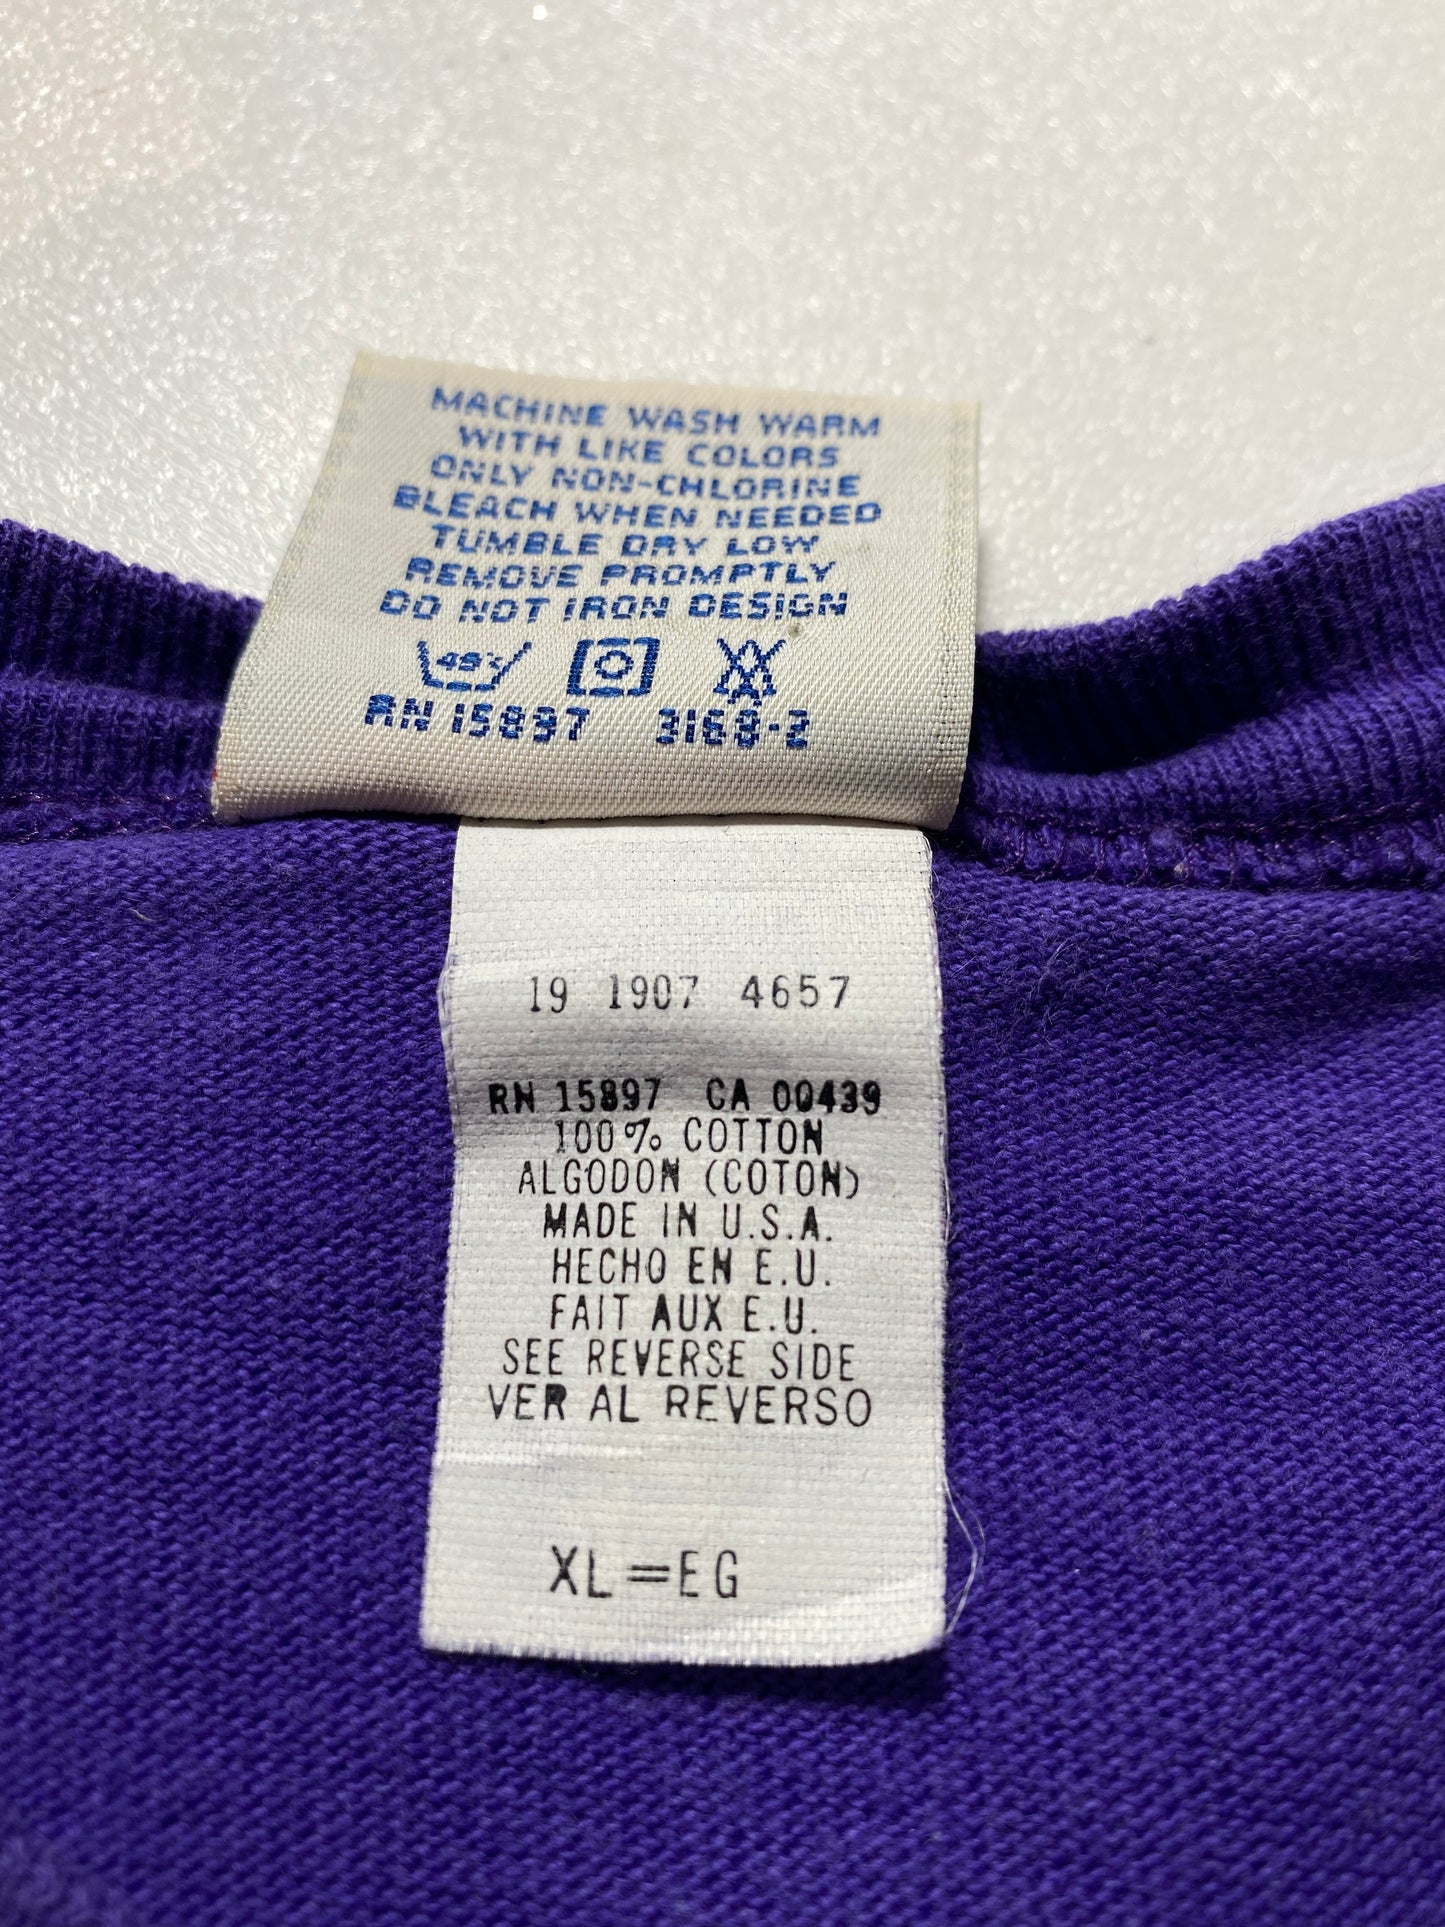 MACHINE WASH WARM
WITH LIKE COLORS
ONLY NON-CHLORINE
BLEACH WHEN NEEDED
TUMBLE DRY LOW
REMOVE PROMPTLY
DO NOT IRON DESIGN
RN 15897 3168-2
19 1907 4657
RN 15897 CA 00439
100% COTTON
ALGODON (COTON)
MADE IN U.S.A.
HECHO EN E.U.
FAIT AUX E.U.
SEE REVERSE SIDE
VER AL REVERSO
XL=EG